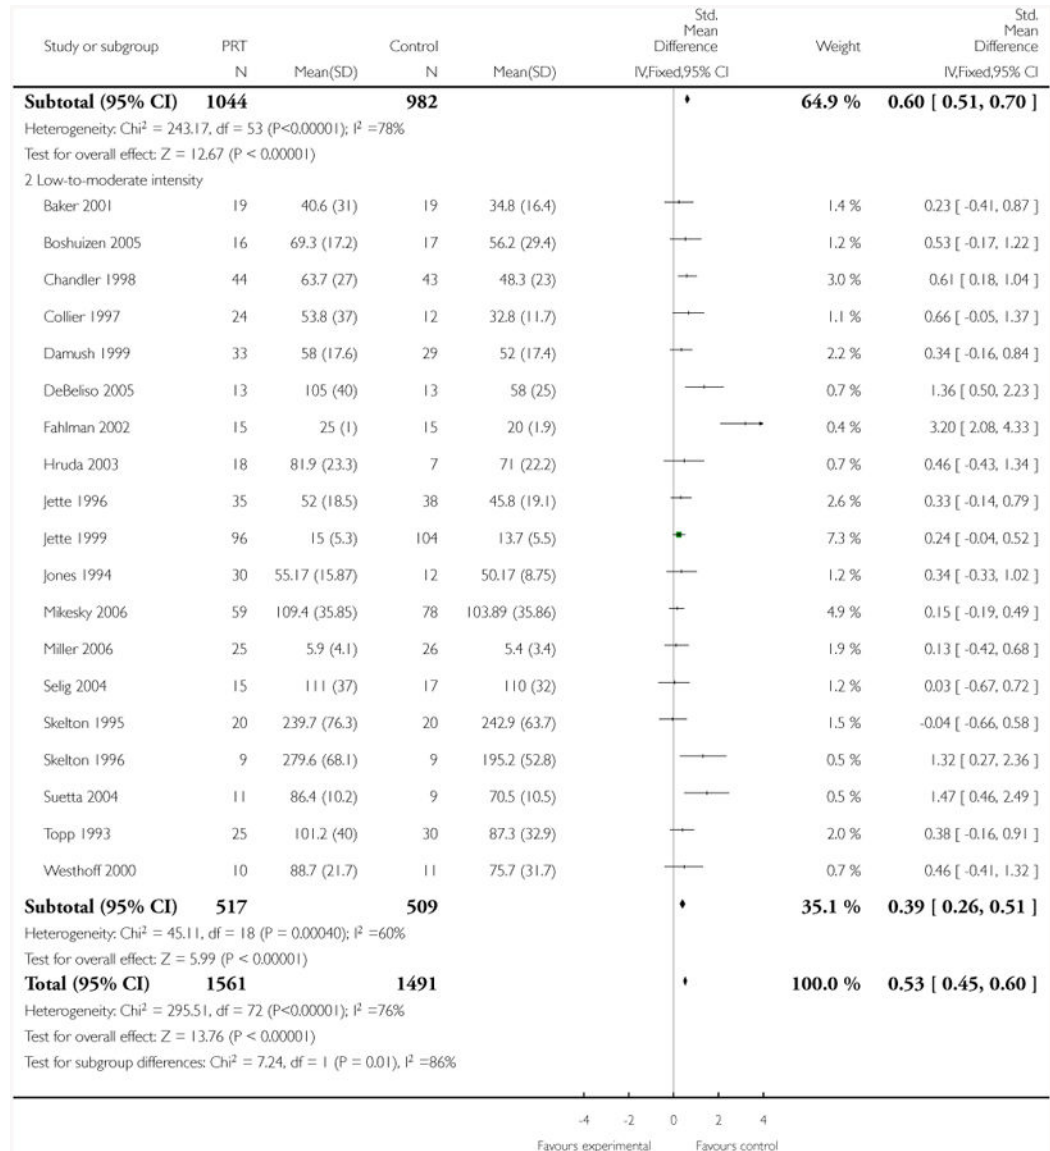 Std.
Mean
Difference
Std.
Mean
Difference
Study or subgroup PRT Control Weight
N Mean(SD) N Mean(SD) IV,Fixed,95% CI IV,Fixed,95% CI
Subtotal (95% CI) 1044 982 64.9 % 0.60 [ 0.51, 0.70 ]
Heterogeneity: Chi² = 243.17, df = 53 (P<0.00001); I² =78%
Test for overall effect: Z = 12.67 (P < 0.00001)
2 Low-to-moderate intensity
Baker 2001 19 40.6 (31) 19 34.8 (16.4) 1.4 % 0.23 [ -0.41, 0.87 ]
Boshuizen 2005 16 69.3 (17.2) 17 56.2 (29.4) 1.2 % 0.53 [ -0.17, 1.22 ]
Chandler 1998 44 63.7 (27) 43 48.3 (23) 3.0 % 0.61 [ 0.18, 1.04 ]
Collier 1997 24 53.8 (37) 12 32.8 (11.7) 1.1 % 0.66 [ -0.05, 1.37 ]
Damush 1999 33 58 (17.6) 29 52 (17.4) 2.2 % 0.34 [ -0.16, 0.84 ]
DeBeliso 2005 13 105 (40) 13 58 (25) 0.7 % 1.36 [ 0.50, 2.23 ]
Fahlman 2002 15 25 (1) 15 20 (1.9) 0.4 % 3.20 [ 2.08, 4.33 ]
Hruda 2003 18 81.9 (23.3) 7 71 (22.2) 0.7 % 0.46 [ -0.43, 1.34 ]
Jette 1996 35 52 (18.5) 38 45.8 (19.1) 2.6 % 0.33 [ -0.14, 0.79 ]
Jette 1999 96 15 (5.3) 104 13.7 (5.5) 7.3 % 0.24 [ -0.04, 0.52 ]
Jones 1994 30 55.17 (15.87) 12 50.17 (8.75) 1.2 % 0.34 [ -0.33, 1.02 ]
Mikesky 2006 59 109.4 (35.85) 78 103.89 (35.86) 4.9 % 0.15 [ -0.19, 0.49 ]
Miller 2006 25 5.9 (4.1) 26 5.4 (3.4) 1.9 % 0.13 [ -0.42, 0.68 ]
Selig 2004 15 111 (37) 17 110 (32) 1.2 % 0.03 [ -0.67, 0.72 ]
Skelton 1995 20 239.7 (76.3) 20 242.9 (63.7) 1.5 % -0.04 [ -0.66, 0.58 ]
Skelton 1996 9 279.6 (68.1) 9 195.2 (52.8) 0.5 % 1.32 [ 0.27, 2.36 ]
Suetta 2004 11 86.4 (10.2) 9 70.5 (10.5) 0.5 % 1.47 [ 0.46, 2.49 ]
Topp 1993 25 101.2 (40) 30 87.3 (32.9) 2.0 % 0.38 [ -0.16, 0.91 ]
Westhoff 2000 10 88.7 (21.7) 11 75.7 (31.7) 0.7 % 0.46 [ -0.41, 1.32 ]
Subtotal (95% CI) 517 509 35.1 % 0.39 [ 0.26, 0.51 ]
Heterogeneity: Chi² = 45.11, df = 18 (P = 0.00040); I² =60%
Test for overall effect: Z = 5.99 (P < 0.00001)
Total (95% CI) 1561 1491 100.0 % 0.53 [ 0.45, 0.60 ]
Heterogeneity: Chi² = 295.51, df = 72 (P<0.00001); I² =76%
Test for overall effect: Z = 13.76 (P < 0.00001)
Test for subgroup differences: Chi² = 7.24, df = 1 (P = 0.01), I² =86%
-4 -2 0 2 4
Favours experimental Favours control